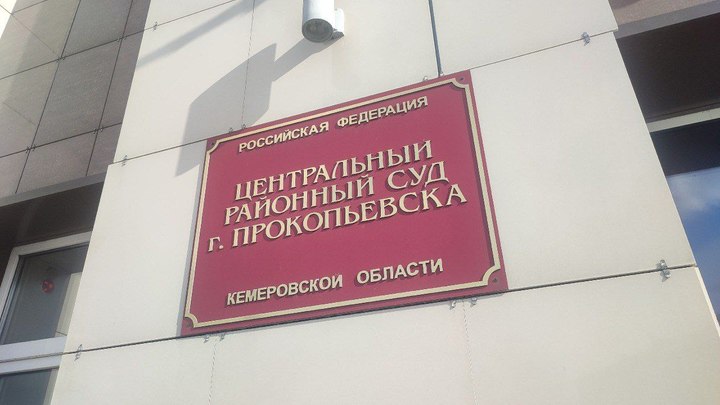 РОССИЙСКАЯ ФЕДЕРАЦИЯ
ЦЕНТРАЛЬНЫЙ
РАЙОННЫЙ СУД
г. ПРОКОПЬЕВСКА
КЕМЕРОВСКОЙ ОБЛАСТИ